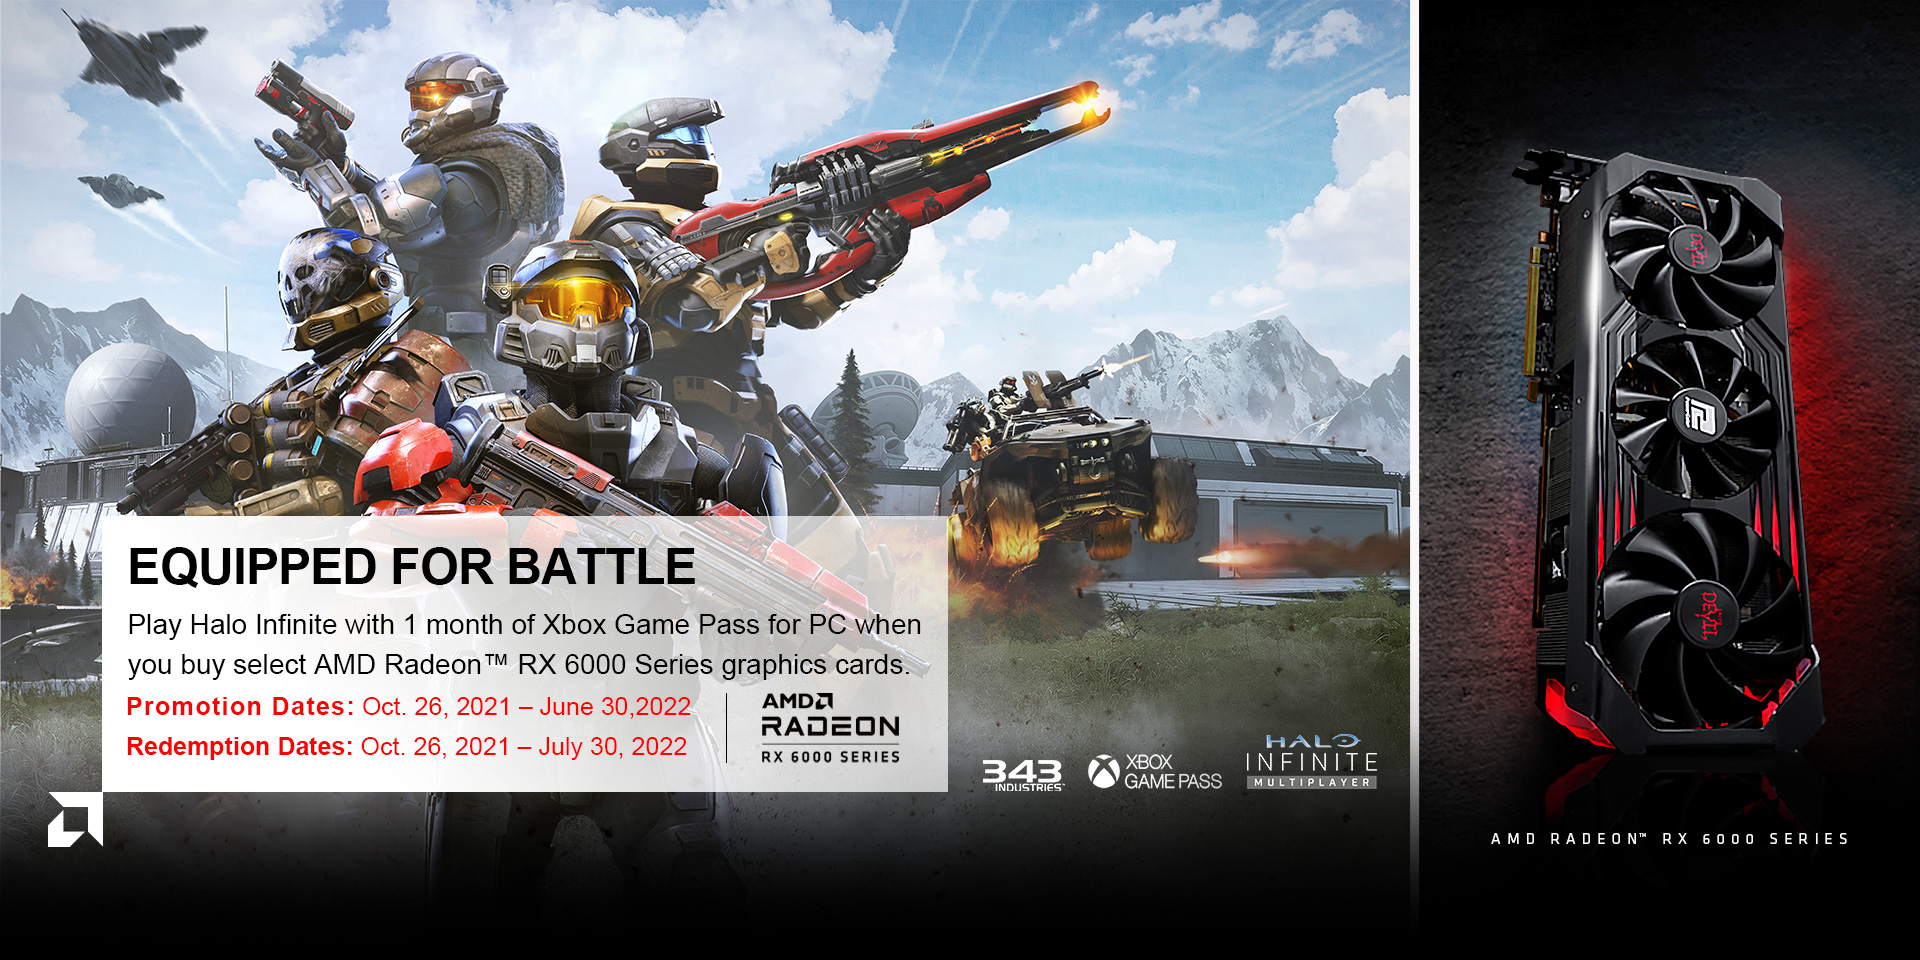 EQUIPPED FOR BATTLE
Play Halo Infinite with 1 month of Xbox Game Pass for PC when
you buy select AMD Radeon™ RX 6000 Series graphics cards.
Promotion Dates: Oct. 26, 2021 – June 30,2022
Redemption Dates: Oct. 26, 2021 – July 30, 2022
AMD
RADEON
RX 6000 SERIES
343
INDUSTRIES
XBOX
GAME PASS
HALO
INFINITE
MULTIPLAYER
DEVIL
DEVIL
AMD RADEON™ RX 6000 SERIES